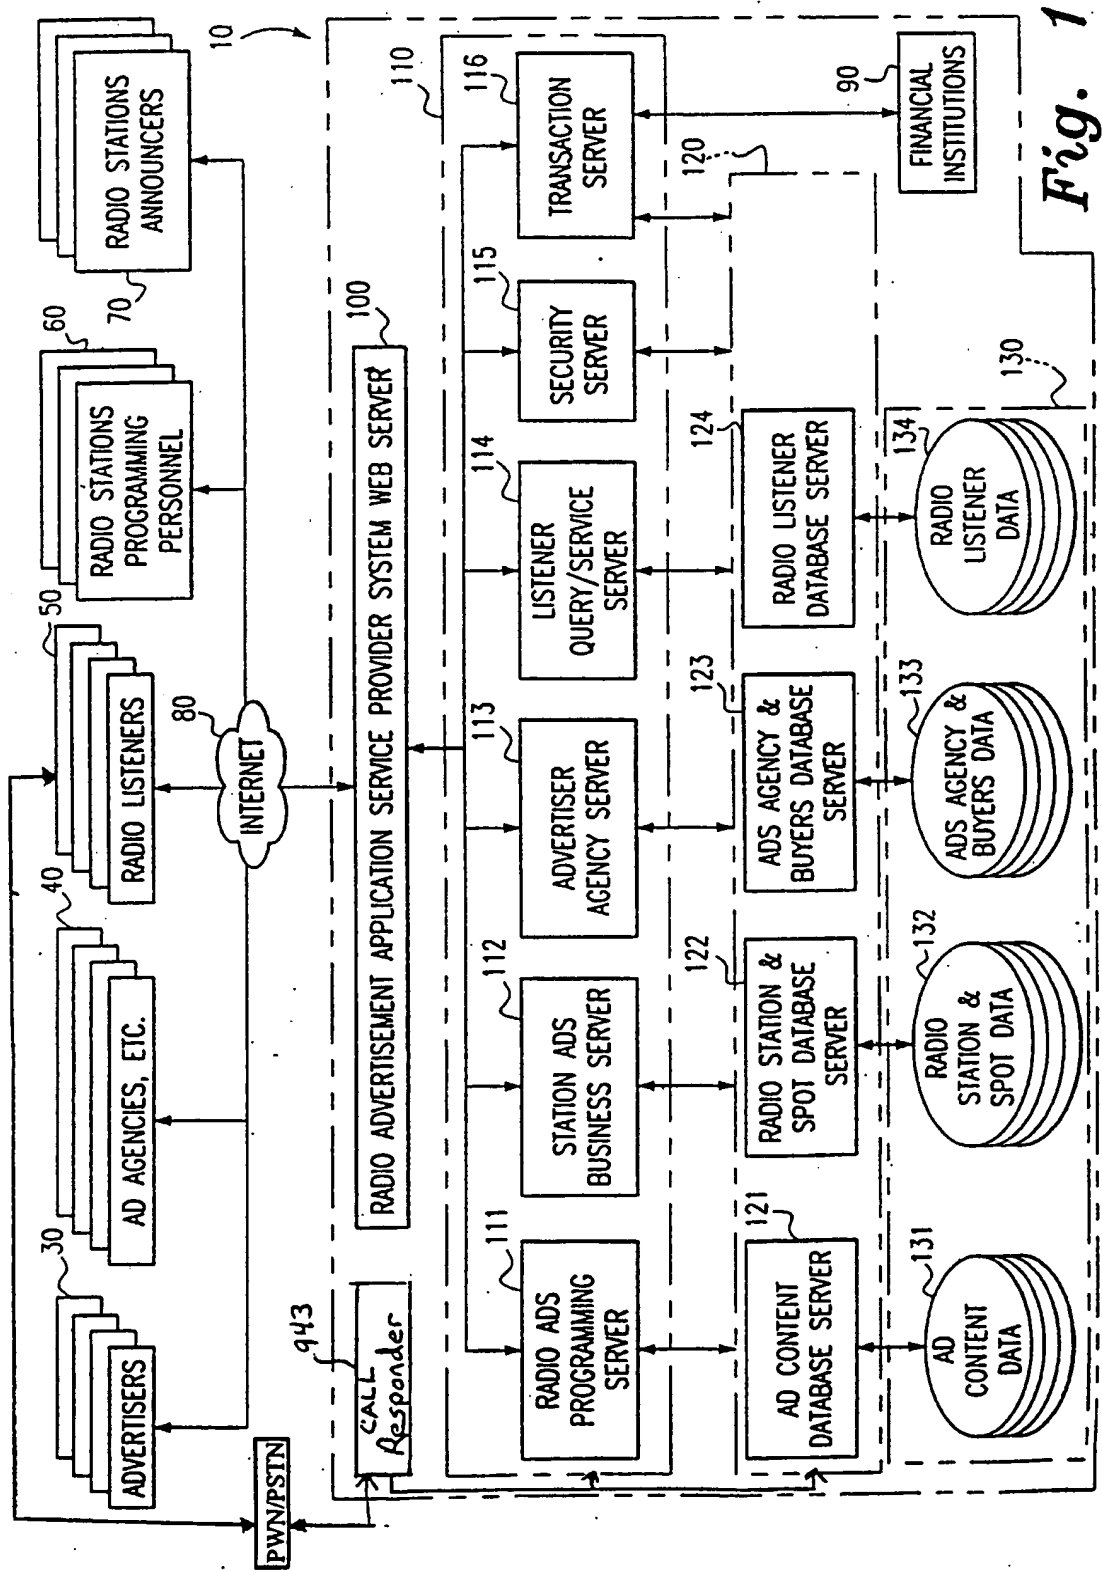 10
RADIO STATIONS
ANNOUNCERS
70
60
RADIO STATIONS
PROGRAMMING
PERSONNEL
50
RADIO LISTENERS
40
AD AGENCIES, ETC.
30
ADVERTISERS
80
INTERNET
PWN/PSTN
943
CALL
Responder
100
RADIO ADVERTISEMENT APPLICATION SERVICE PROVIDER SYSTEM WEB SERVER
110
111
RADIO ADS
PROGRAMMING
SERVER
112
STATION ADS
BUSINESS SERVER
113
ADVERTISER
AGENCY SERVER
114
LISTENER
QUERY/SERVICE
SERVER
115
SECURITY
SERVER
116
TRANSACTION
SERVER
120
121
AD CONTENT
DATABASE SERVER
122
RADIO STATION &
SPOT DATABASE
SERVER
123
ADS AGENCY &
BUYERS DATABASE
SERVER
124
RADIO LISTENER
DATABASE SERVER
90
FINANCIAL
INSTITUTIONS
130
131
AD
CONTENT
DATA
132
RADIO
STATION &
SPOT DATA
133
ADS AGENCY &
BUYERS DATA
134
RADIO
LISTENER
DATA
Fig. 1